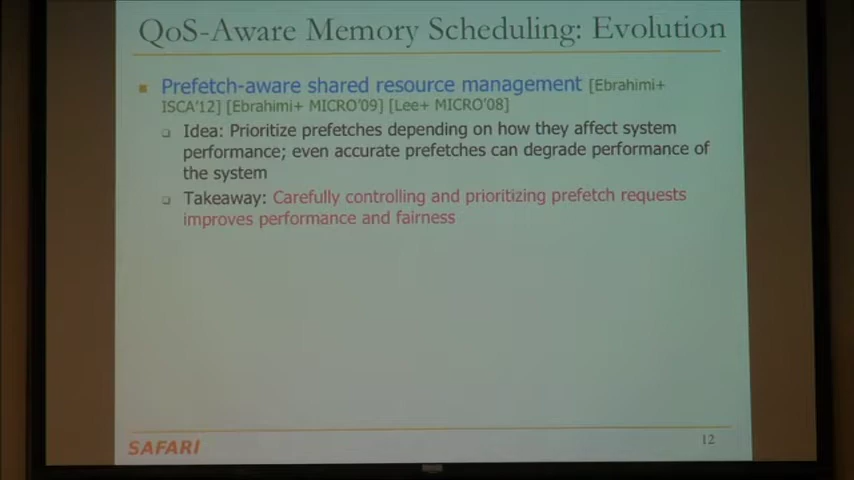 QoS-Aware Memory Scheduling: Evolution
Prefetch-aware shared resource management [Ebrahimi+
ISCA'12] [Ebrahimi+ MICRO'09] [Lee+ MICRO'08]
Idea: Prioritize prefetches depending on how they affect system
performance; even accurate prefetches can degrade performance of
the system
Takeaway: Carefully controlling and prioritizing prefetch requests
improves performance and fairness
SAFARI
12